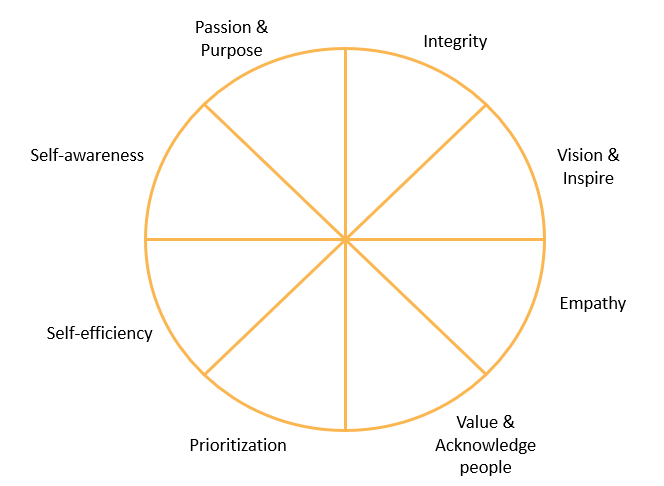 Passion &
Purpose
Integrity
Self-awareness
Vision &
Inspire
Empathy
Self-efficiency
Value &
Acknowledge
people
Prioritization